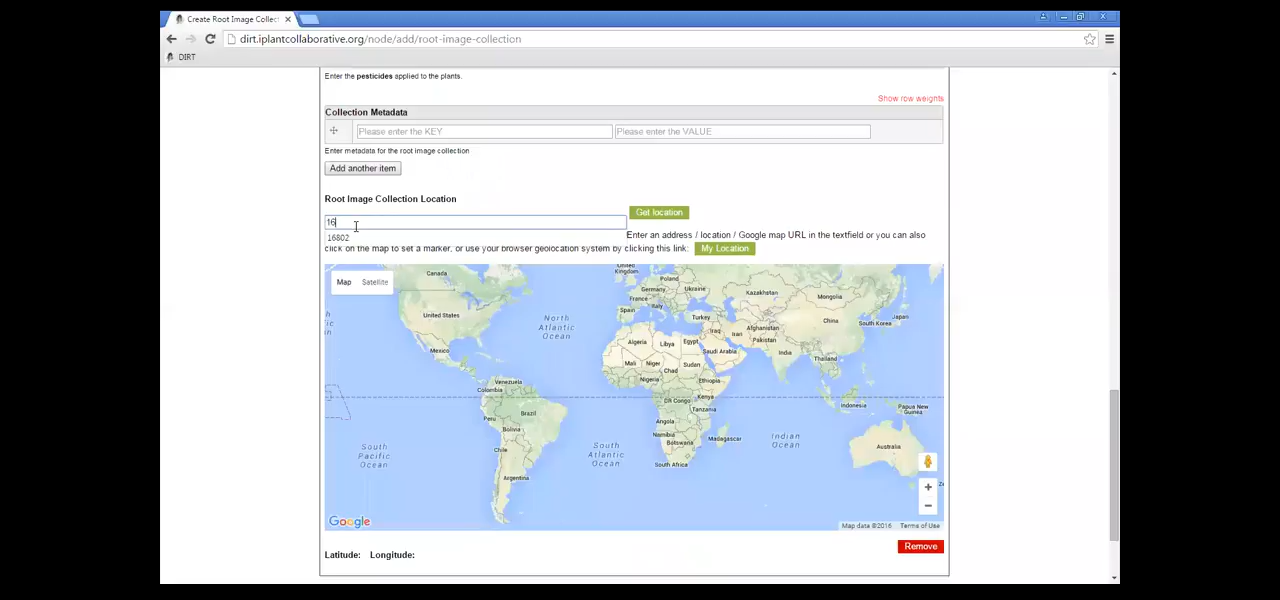 Create Root Image Collect
dirt.iplantcollaborative.org/node/add/root-image-collection
DIRT
Enter the pesticides applied to the plants.
Show row weights
Collection Metadata
Please enter the KEY
Please enter the VALUE
Enter metadata for the root image collection
Add another item
Root Image Collection Location
16
Get location
16802
Enter an address / location / Google map URL in the textfield or you can also
click on the map to set a marker, or use your browser geolocation system by clicking this link:
My Location
Map
Satellite
Canada
United States
Mexico
North
Atlantic
Ocean
United
Kingdom
Poland
Germany
Ukraine
France
Italy
Spain
Turkey
Kazakhstan
Mongolia
China
Japan
South Korea
Iraq
Iran
Afghanistan
Pakistan
India
Thailand
Algeria
Libya
Egypt
Saudi Arabia
Mali
Niger
Chad
Sudan
Nigeria
Ethiopia
DR Congo
Kenya
Tanzania
Angola
Namibia
Botswana
Madagascar
South Africa
Venezuela
Colombia
Peru
Brazil
Bolivia
Chile
Argentina
South
Pacific
Ocean
South
Atlantic
Ocean
Indian
Ocean
Indonesia
Papua New
Guinea
Australia
Google
Map data ©2016
Terms of Use
Remove
Latitude:
Longitude: